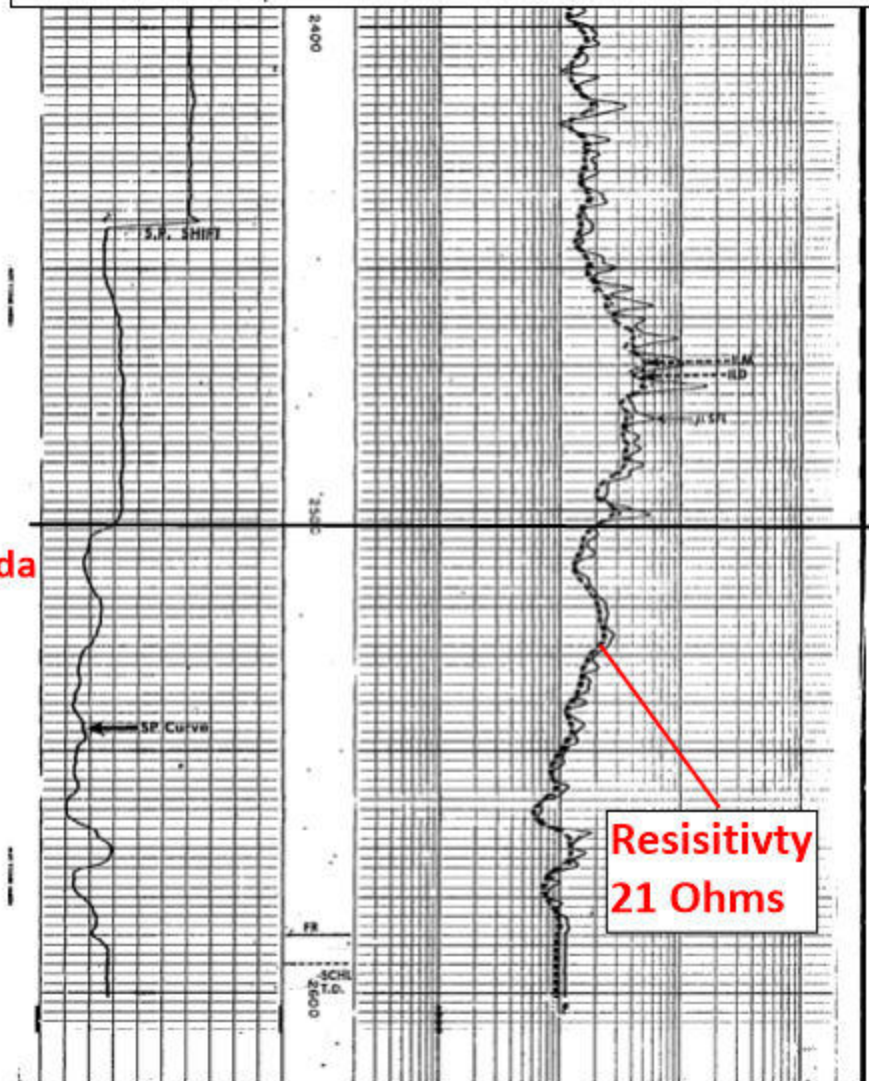 2400
S.P. SHIFT
ILM
ILD
SFL
2500
da
SP Curve
Resisitivty
21 Ohms
FR
SCHL
T.D.
2600